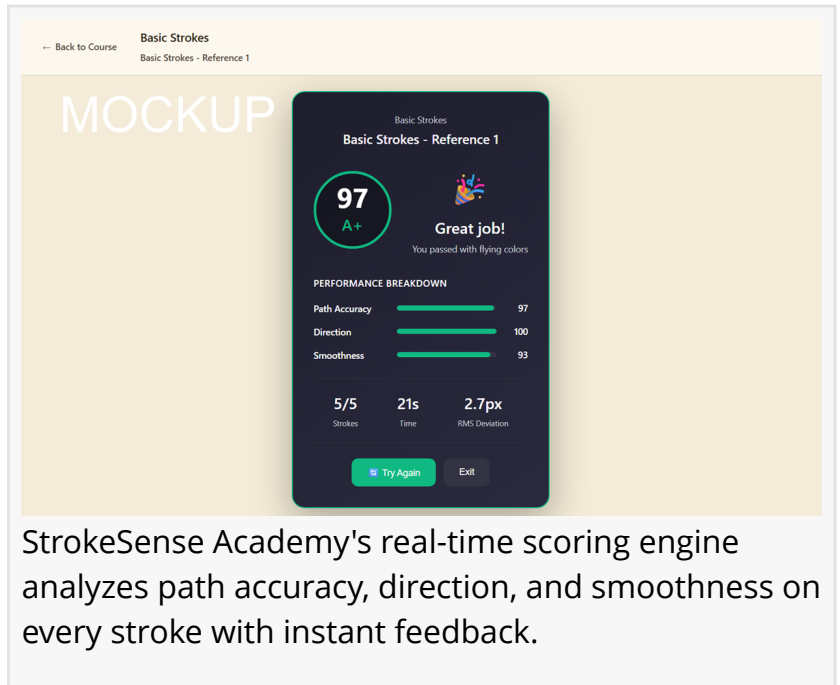 ← Back to Course
Basic Strokes
Basic Strokes - Reference 1
MOCKUP
Basic Strokes
Basic Strokes - Reference 1
97
A+
Great job!
You passed with flying colors
PERFORMANCE BREAKDOWN
Path Accuracy 97
Direction 100
Smoothness 93
5/5 21s 2.7px
Strokes Time RMS Deviation
Try Again Exit
StrokeSense Academy's real-time scoring engine
analyzes path accuracy, direction, and smoothness on
every stroke with instant feedback.